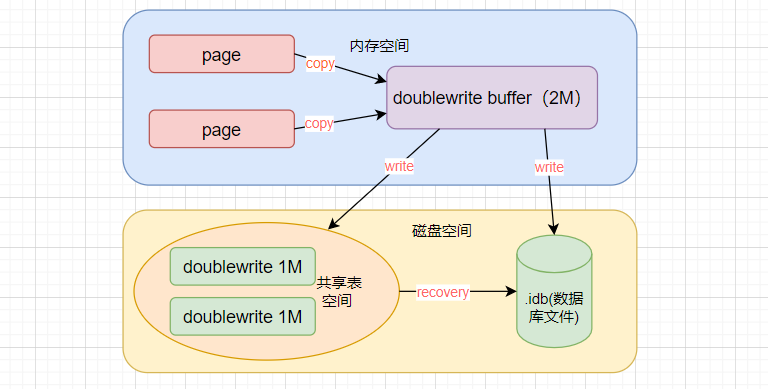 page
内存空间
copy
doublewrite buffer（2M）
page
copy
write
write
磁盘空间
doublewrite 1M
共享表
空间
doublewrite 1M
recovery
.idb(数据
库文件)